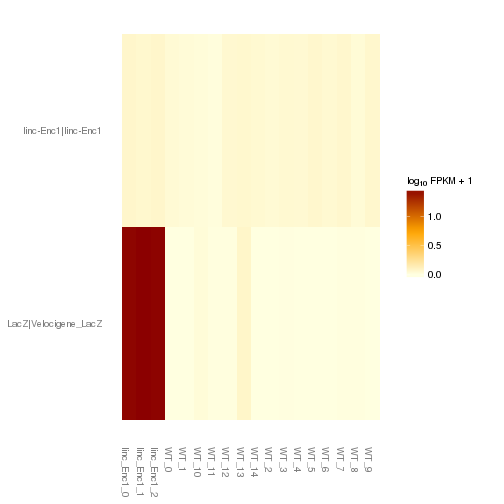 linc-Enc1|linc-Enc1
LacZ|Velocigene_LacZ
log10 FPKM + 1
1.0
0.5
0.0
linc_Enc1_0
linc_Enc1_1
linc_Enc1_2
WT_0
WT_1
WT_10
WT_11
WT_12
WT_13
WT_14
WT_2
WT_3
WT_4
WT_5
WT_6
WT_7
WT_8
WT_9